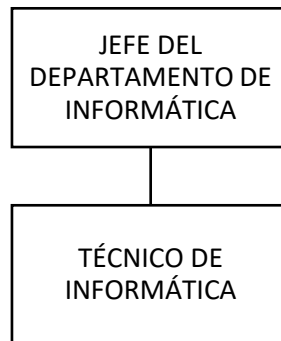 JEFE DEL
DEPARTAMENTO DE
INFORMÁTICA
TÉCNICO DE
INFORMÁTICA